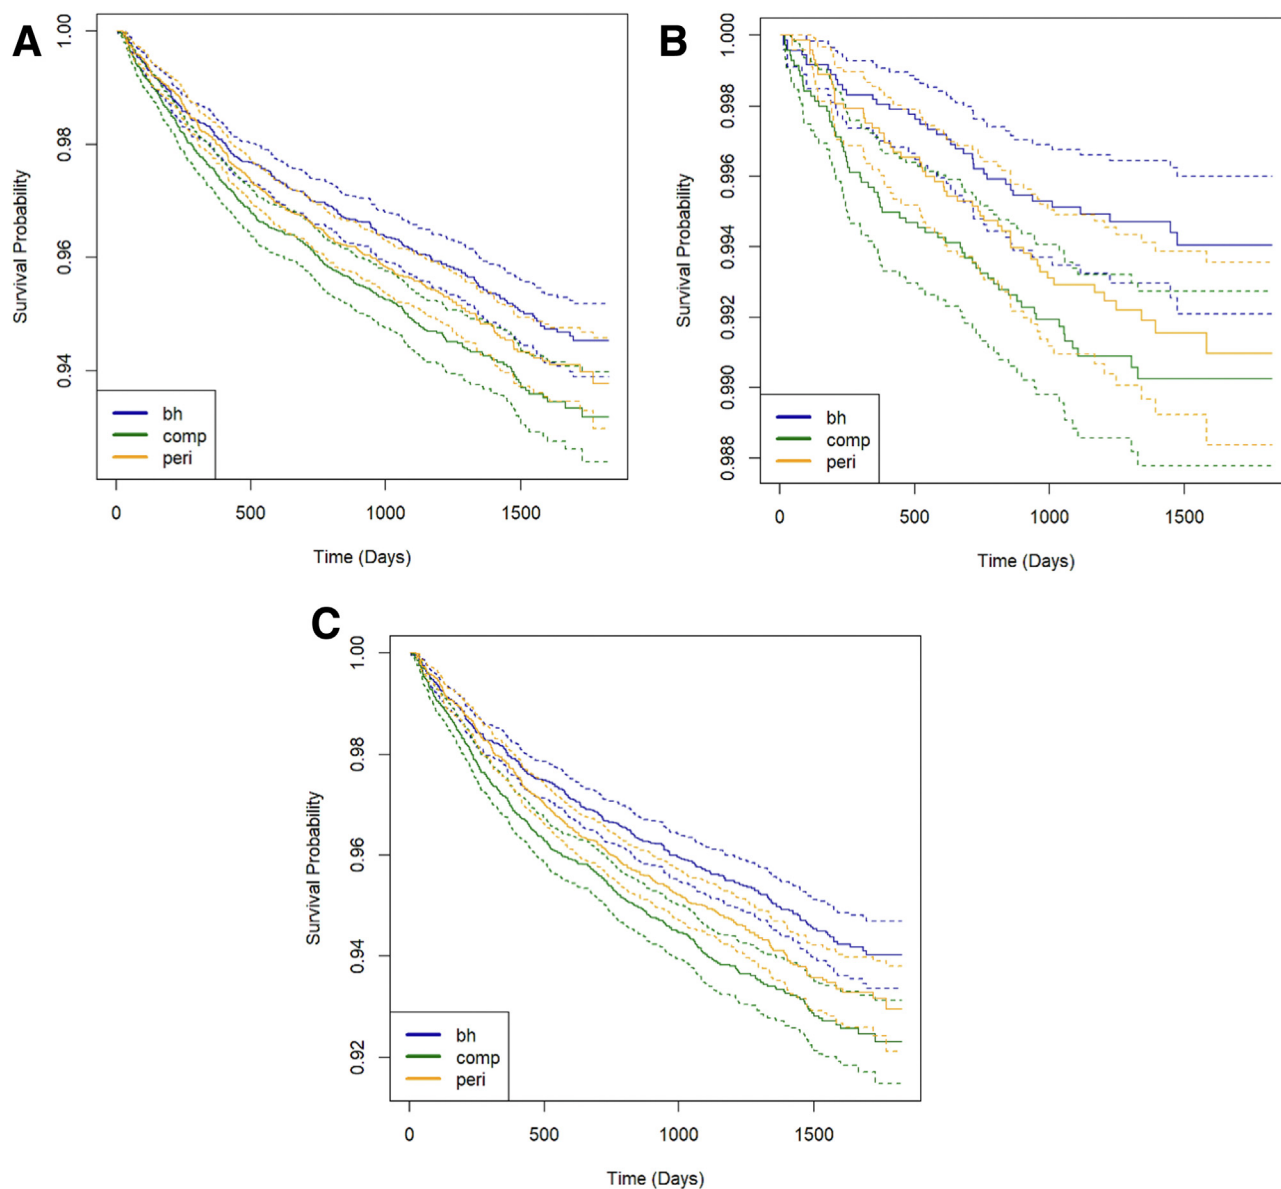 A
Survival Probability
1.00
0.98
0.96
0.94
bh
comp
peri
0 500 1000 1500
Time (Days)
B
Survival Probability
1.000
0.998
0.996
0.994
0.992
0.990
0.988
bh
comp
peri
0 500 1000 1500
Time (Days)
C
Survival Probability
1.00
0.98
0.96
0.94
0.92
bh
comp
peri
0 500 1000 1500
Time (Days)